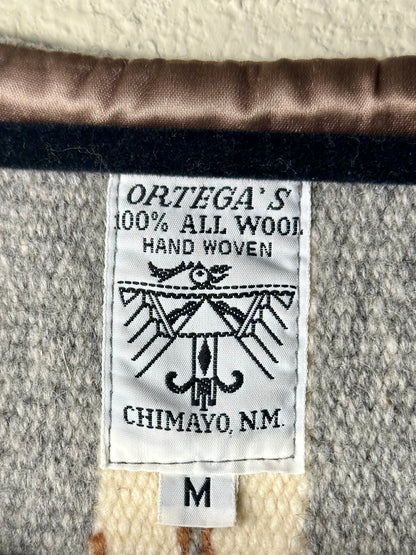 ORTEGA'S
100% ALL WOOL
HAND WOVEN
CHIMAYO, N.M.
M